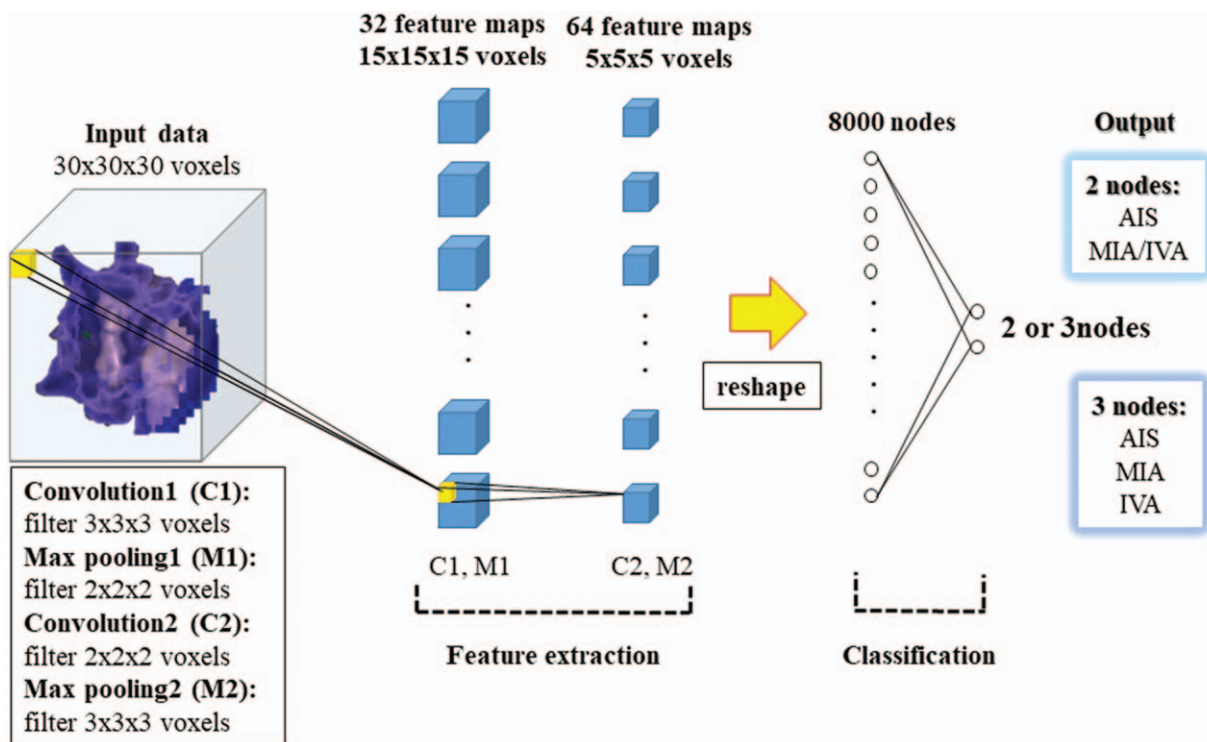 32 feature maps
15x15x15 voxels
64 feature maps
5x5x5 voxels
Input data
30x30x30 voxels
8000 nodes
Output
2 nodes:
AIS
MIA/IVA
2 or 3nodes
reshape
3 nodes:
AIS
MIA
IVA
Convolution1 (C1):
filter 3x3x3 voxels
Max pooling1 (M1):
filter 2x2x2 voxels
Convolution2 (C2):
filter 2x2x2 voxels
Max pooling2 (M2):
filter 3x3x3 voxels
C1, M1
C2, M2
Feature extraction
Classification